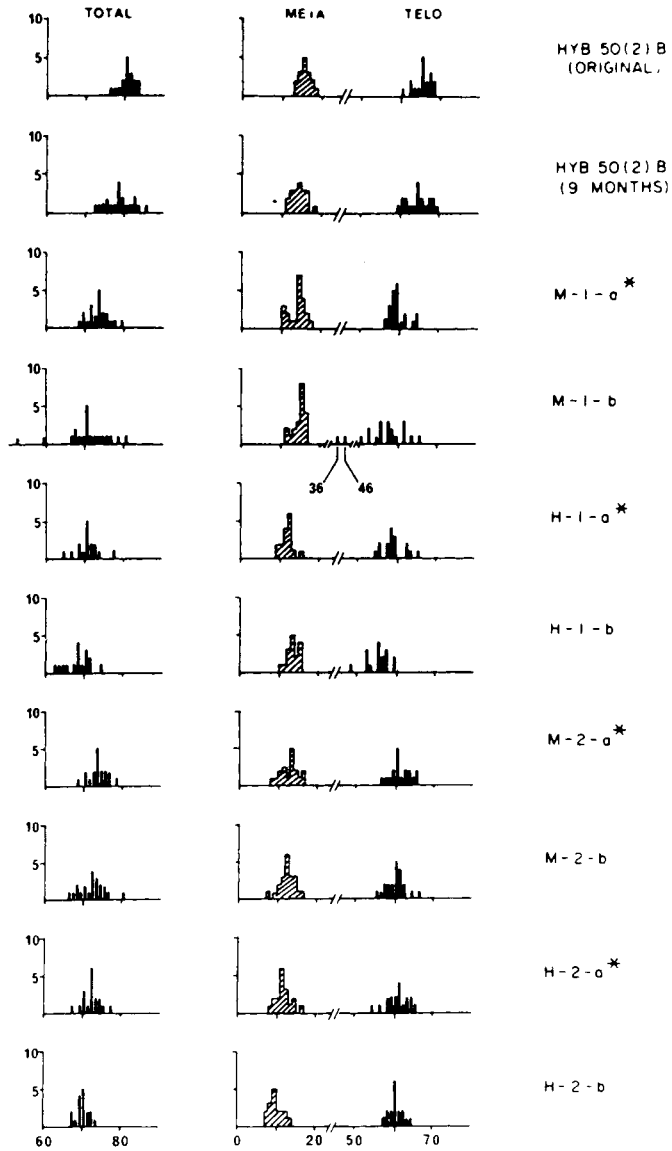 TOTAL META TELO
10
5
HYB 50(2)B
(ORIGINAL,
10
5
HYB 50(2)B
(9 MONTHS)
10
5
M-1-a*
10
5
M-1-b
36 46
10
5
H-1-a*
10
5
H-1-b
10
5
M-2-a*
10
5
M-2-b
10
5
H-2-a*
10
5
H-2-b
60 80 0 20 50 70